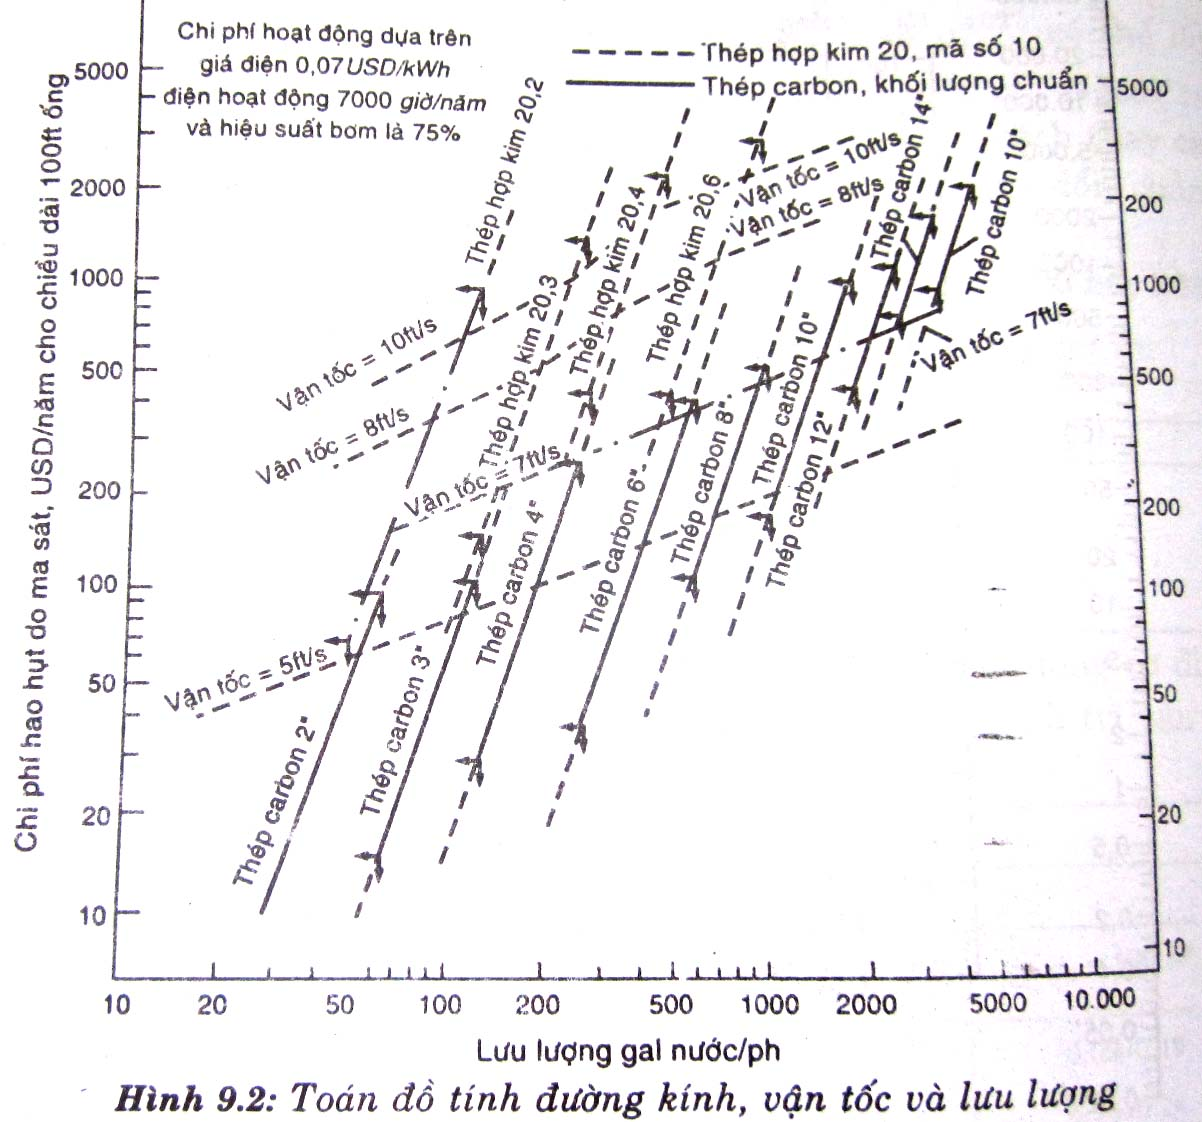 Chi phí hoạt động dựa trên
giá điện 0,07 USD/kWh
điện hoạt động 7000 giờ/năm
và hiệu suất bơm là 75%
Thép hợp kim 20, mã số 10
Thép carbon, khối lượng chuẩn
Chi phí hao hụt do ma sát, USD/năm cho chiều dài 100ft ống
5000
2000
1000
500
200
100
50
20
10
5000
200
1000
500
200
100
50
20
10
Thép hợp kim 20,2
Thép hợp kim 20,3
Thép hợp kim 20,4
Thép hợp kim 20,6
Vận tốc = 10ft/s
Vận tốc = 8ft/s
Thép carbon 14"
Thép carbon 10"
Vận tốc = 7ft/s
Vận tốc = 10ft/s
Vận tốc = 8ft/s
Vận tốc = 7ft/s
Vận tốc = 5ft/s
Thép carbon 2"
Thép carbon 3"
Thép carbon 4"
Thép carbon 6"
Thép carbon 8"
Thép carbon 10"
Thép carbon 12"
10 20 50 100 200 500 1000 2000 5000 10.000
Lưu lượng gal nước/ph
Hình 9.2: Toán đồ tính đường kính, vận tốc và lưu lượng